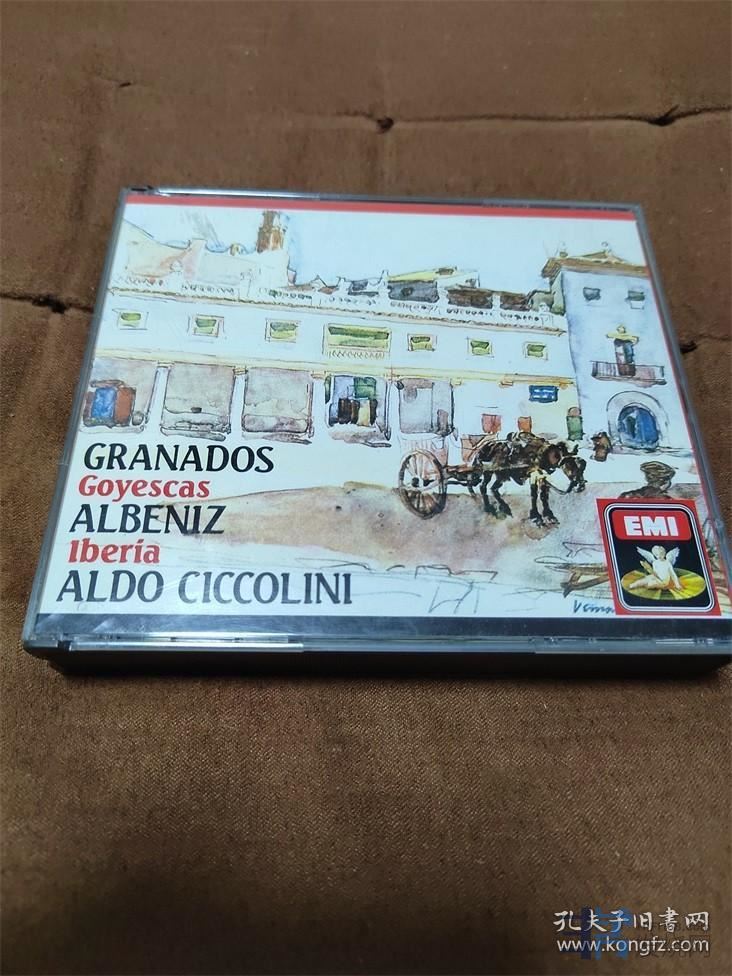 GRANADOS
Goyescas
ALBENIZ
Iberia
ALDO CICCOLINI
EMI
孔夫子旧书网
www.kongfz.com